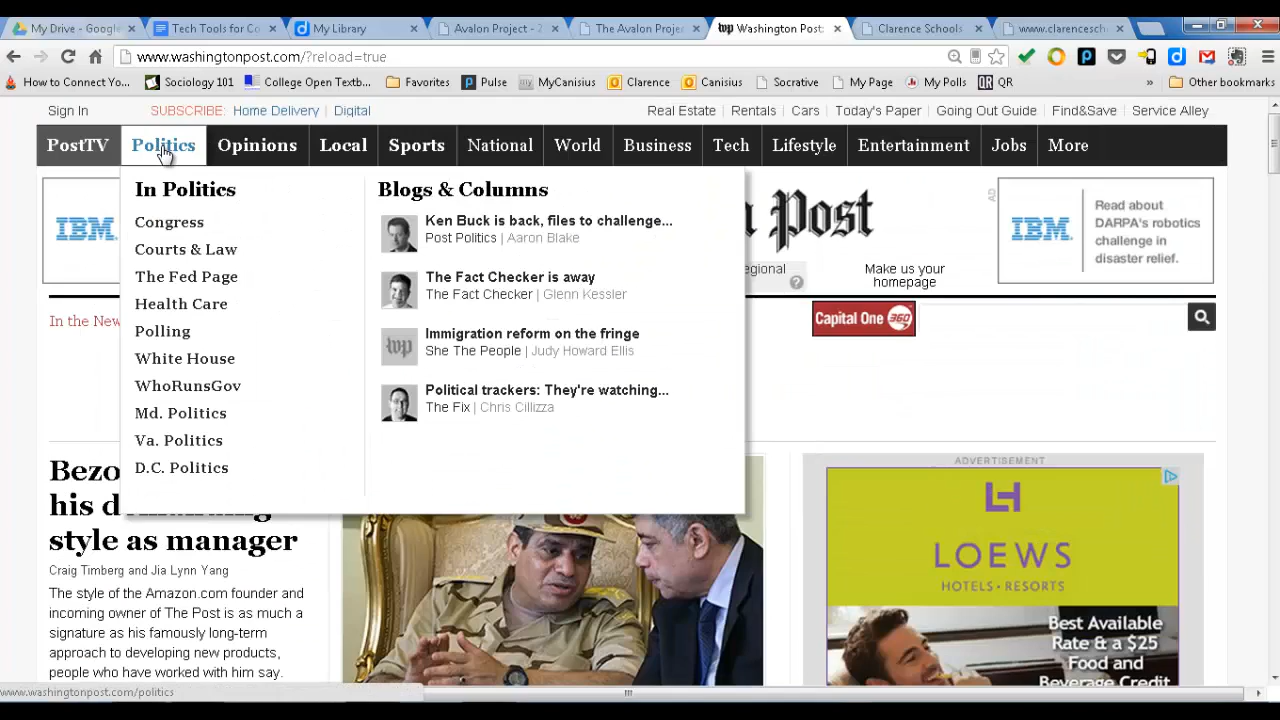 My Drive - Google
Tech Tools for Co
My Library
Avalon Project -
The Avalon Projec
wp Washington Post:
Clarence Schools
www.clarencesch
www.washingtonpost.com/?reload=true
How to Connect You...
Sociology 101
College Open Textb...
Favorites
Pulse
MyCanisius
Clarence
Canisius
Socrative
My Page
My Polls
QR
»
Other bookmarks
Sign In
SUBSCRIBE: Home Delivery | Digital
Real Estate | Rentals | Cars | Today's Paper | Going Out Guide | Find&Save | Service Alley
PostTV Politics Opinions Local Sports National World Business Tech Lifestyle Entertainment Jobs More
In Politics
Congress
Courts & Law
The Fed Page
Health Care
Polling
White House
WhoRunsGov
Md. Politics
Va. Politics
D.C. Politics
Blogs & Columns
Ken Buck is back, files to challenge...
Post Politics | Aaron Blake
The Fact Checker is away
The Fact Checker | Glenn Kessler
wp
Immigration reform on the fringe
She The People | Judy Howard Ellis
Political trackers: They're watching...
The Fix | Chris Cillizza
IBM
Post
AD
IBM
Read about
DARPA's robotics
challenge in
disaster relief.
egional
?
Make us your
homepage
In the New
Capital One 360
Bezo
his d
style as manager
Craig Timberg and Jia Lynn Yang
The style of the Amazon.com founder and
incoming owner of The Post is as much a
signature as his famously long-term
approach to developing new products,
people who have worked with him say.
ADVERTISEMENT
LH
LOEWS
HOTELS • RESORTS
Best Available
Rate & a $25
Food and
Beverage Credit
www.washingtonpost.com/politics